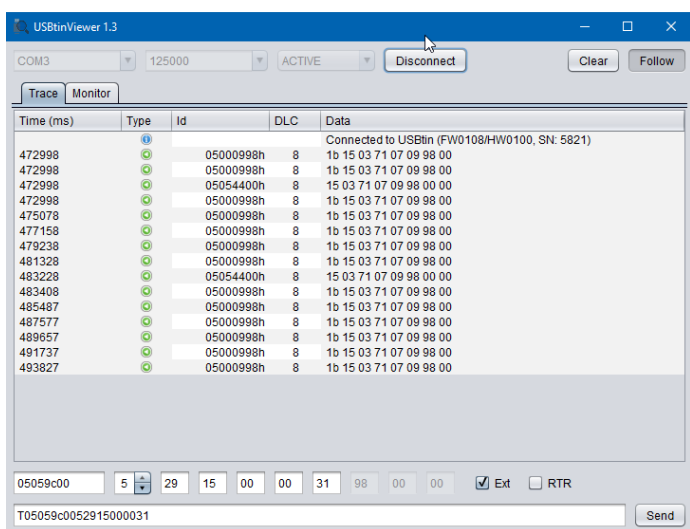 USBtinViewer 1.3
COM3 125000 ACTIVE Disconnect Clear Follow
Trace Monitor
Time (ms) Type Id DLC Data
Connected to USBtin (FW0108/HW0100, SN: 5821)
472998 05000998h 8 1b 15 03 71 07 09 98 00
472998 05000998h 8 1b 15 03 71 07 09 98 00
472998 05054400h 8 15 03 71 07 09 98 00 00
472998 05000998h 8 1b 15 03 71 07 09 98 00
475078 05000998h 8 1b 15 03 71 07 09 98 00
477158 05000998h 8 1b 15 03 71 07 09 98 00
479238 05000998h 8 1b 15 03 71 07 09 98 00
481328 05000998h 8 1b 15 03 71 07 09 98 00
483228 05054400h 8 15 03 71 07 09 98 00 00
483408 05000998h 8 1b 15 03 71 07 09 98 00
485487 05000998h 8 1b 15 03 71 07 09 98 00
487577 05000998h 8 1b 15 03 71 07 09 98 00
489657 05000998h 8 1b 15 03 71 07 09 98 00
491737 05000998h 8 1b 15 03 71 07 09 98 00
493827 05000998h 8 1b 15 03 71 07 09 98 00
05059c00 5 29 15 00 00 31 98 00 00 Ext RTR
T05059c0052915000031 Send